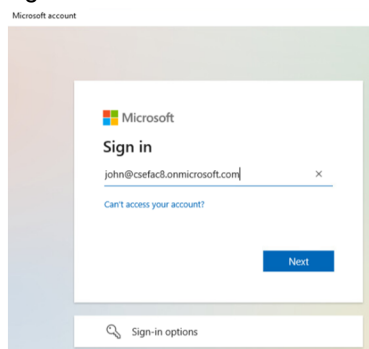 Microsoft account
Microsoft
Sign in
john@csefac8.onmicrosoft.com
Can't access your account?
Next
Sign-in options